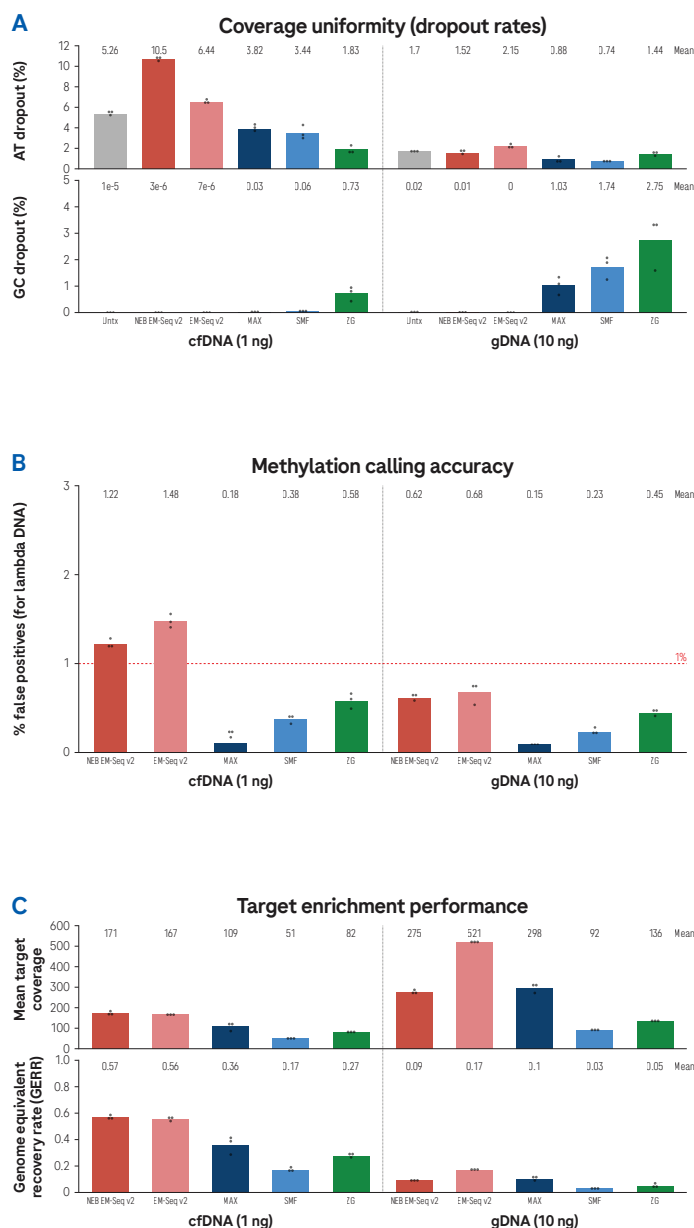 A
Coverage uniformity (dropout rates)
5.26 10.5 6.44 3.82 3.44 1.83 1.7 1.52 2.15 0.88 0.74 1.44 Mean
AT dropout (%)
12
10
8
6
4
2
0
1e-5 3e-6 7e-6 0.03 0.06 0.73 0.02 0.01 0 1.03 1.74 2.75 Mean
GC dropout (%)
5
4
3
2
1
0
Untx NEB EM-Seq v2 EM-Seq v2 MAX SMF ZG Untx NEB EM-Seq v2 EM-Seq v2 MAX SMF ZG
cfDNA (1 ng) gDNA (10 ng)
B
Methylation calling accuracy
1.22 1.48 0.18 0.38 0.58 0.62 0.68 0.15 0.23 0.45 Mean
% false positives (for lambda DNA)
3
2
1
0
1%
NEB EM-Seq v2 EM-Seq v2 MAX SMF ZG NEB EM-Seq v2 EM-Seq v2 MAX SMF ZG
cfDNA (1 ng) gDNA (10 ng)
C
Target enrichment performance
171 167 109 51 82 275 521 298 92 136 Mean
Mean target
coverage
600
500
400
300
200
100
0
0.57 0.56 0.36 0.17 0.27 0.09 0.17 0.1 0.03 0.05 Mean
Genome equivalent
recovery rate (GERR)
1.0
0.8
0.6
0.4
0.2
0
NEB EM-Seq v2 EM-Seq v2 MAX SMF ZG NEB EM-Seq v2 EM-Seq v2 MAX SMF ZG
cfDNA (1 ng) gDNA (10 ng)